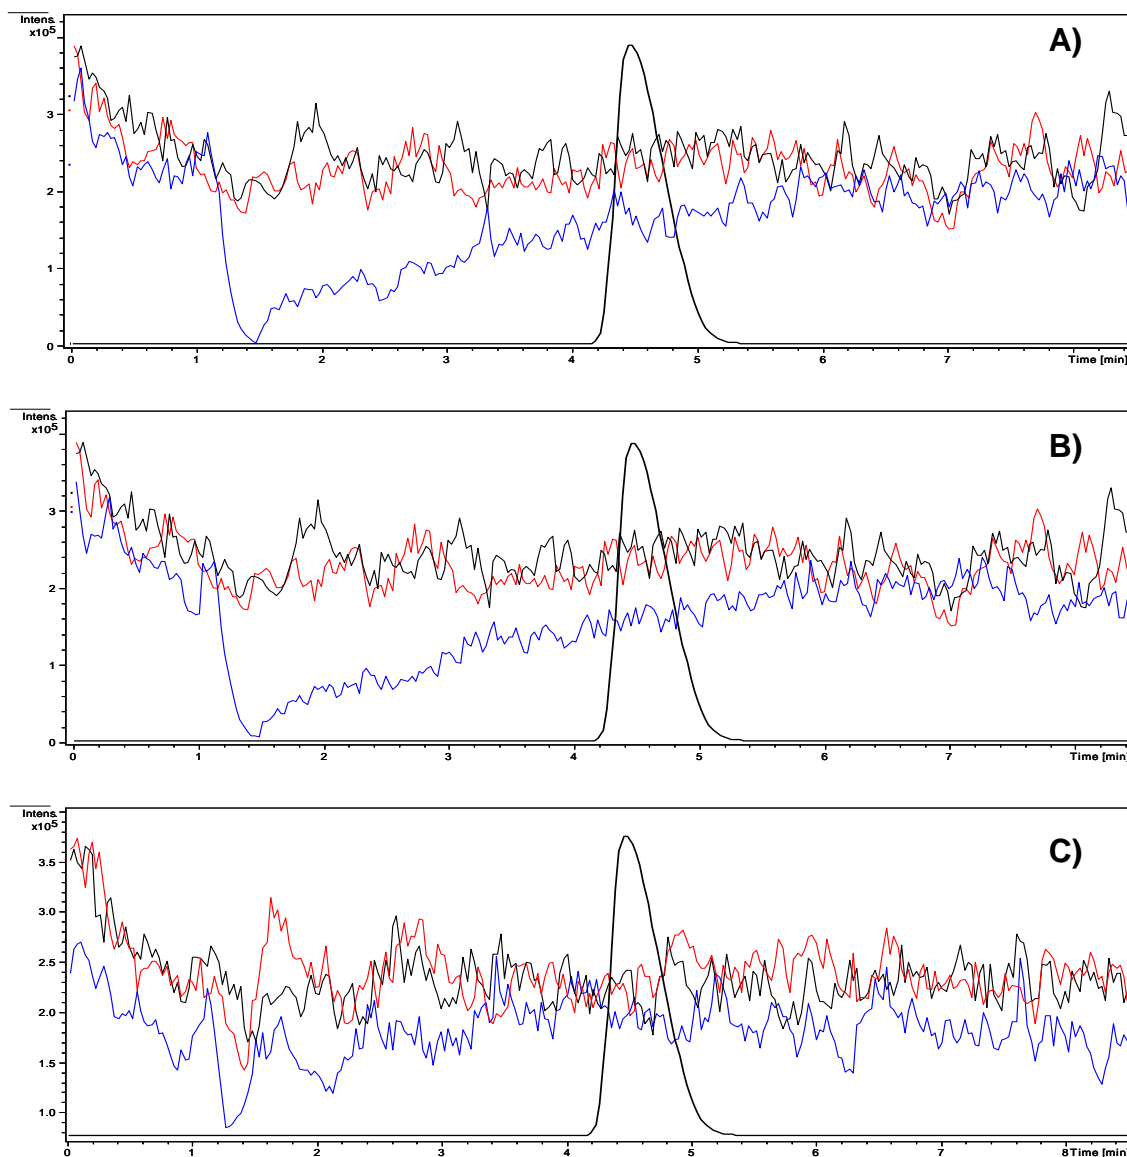 Intens.
x10^5
A)
3
2
1
0
0 1 2 3 4 5 6 7 Time [min]
Intens.
x10^5
B)
3
2
1
0
0 1 2 3 4 5 6 7 Time [min]
Intens.
x10^5
C)
3.5
3.0
2.5
2.0
1.5
1.0
0 1 2 3 4 5 6 7 8 Time [min]